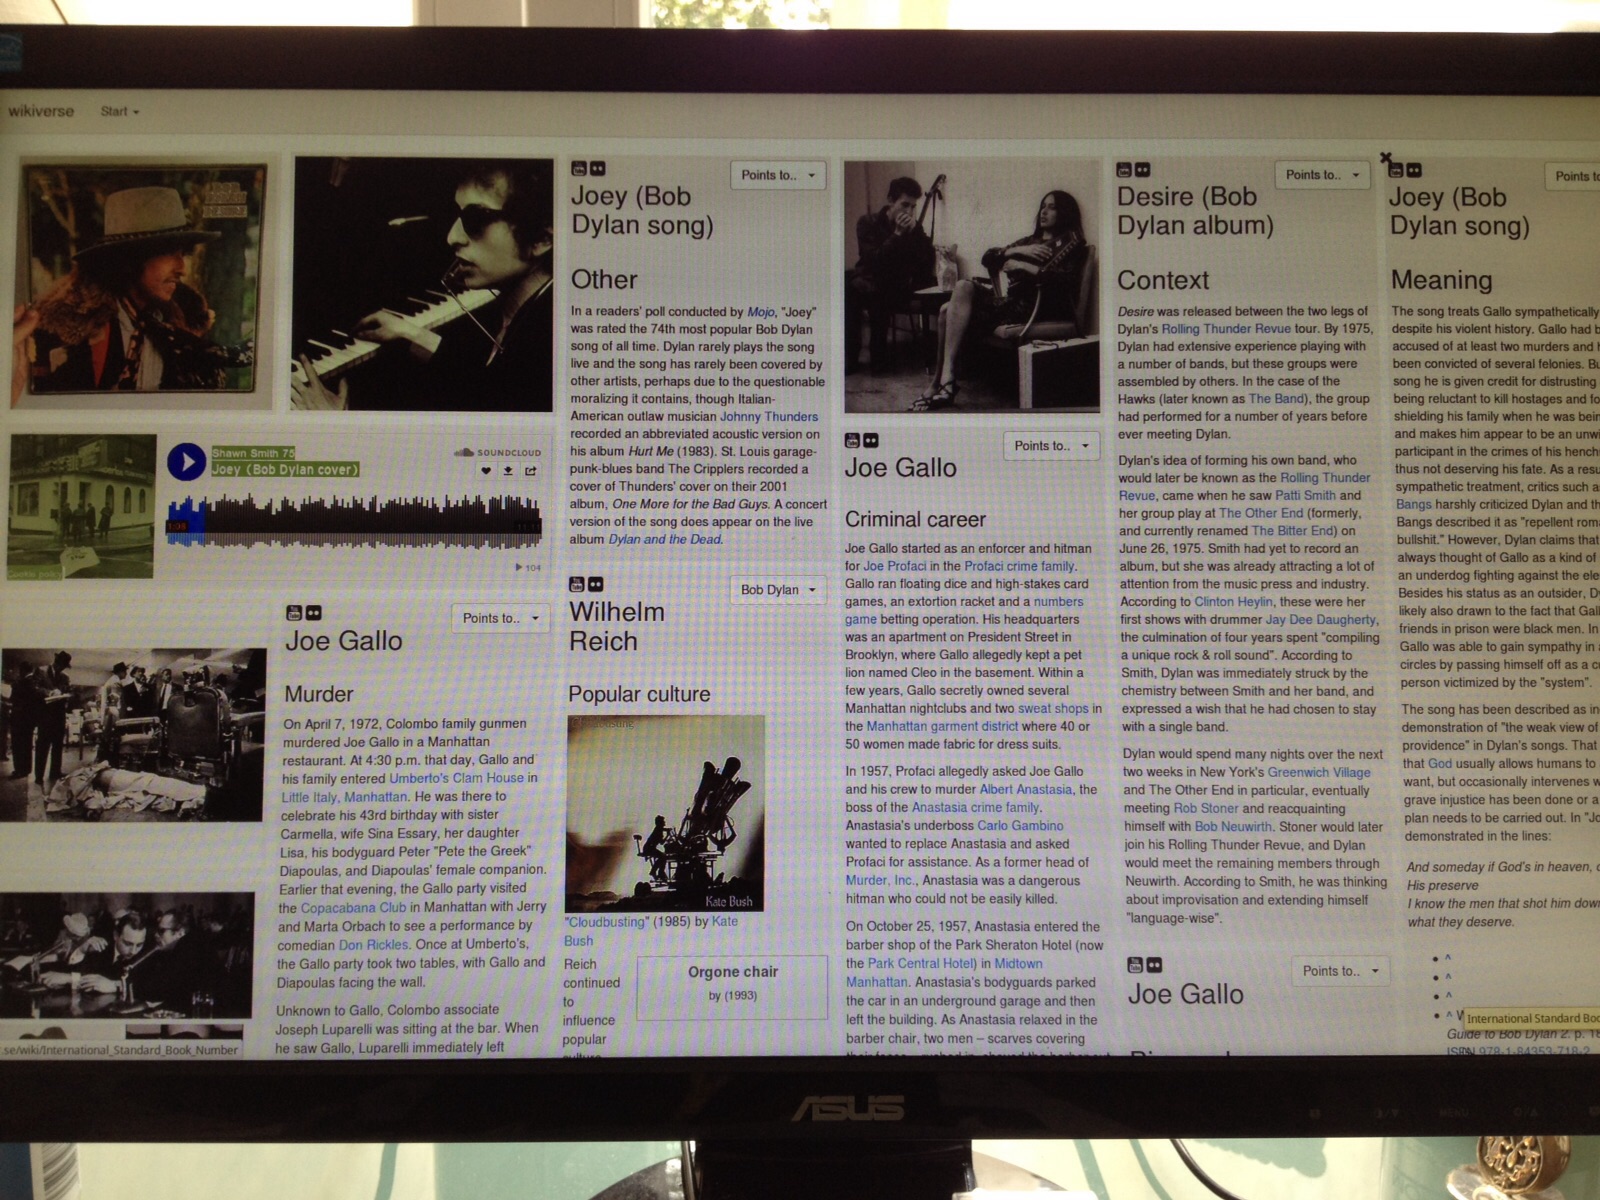 wikiverse
Start
Shawn Smith 75
Joey (Bob Dylan cover)
SOUNDCLOUD
1:08
104
Points to..
Joe Gallo
Murder
On April 7, 1972, Colombo family gunmen
murdered Joe Gallo in a Manhattan
restaurant. At 4:30 p.m. that day, Gallo and
his family entered Umberto's Clam House in
Little Italy, Manhattan. He was there to
celebrate his 43rd birthday with sister
Carmella, wife Sina Essary, her daughter
Lisa, his bodyguard Peter "Pete the Greek"
Diapoulas, and Diapoulas' female companion.
Earlier that evening, the Gallo party visited
the Copacabana Club in Manhattan with Jerry
and Marta Orbach to see a performance by
comedian Don Rickles. Once at Umberto's,
the Gallo party took two tables, with Gallo and
Diapoulas facing the wall.
Unknown to Gallo, Colombo associate
Joseph Luparelli was sitting at the bar. When
he saw Gallo, Luparelli immediately left
.se/wiki/International_Standard_Book_Number
Points to..
Joey (Bob
Dylan song)
Other
In a readers' poll conducted by Mojo, "Joey"
was rated the 74th most popular Bob Dylan
song of all time. Dylan rarely plays the song
live and the song has rarely been covered by
other artists, perhaps due to the questionable
moralizing it contains, though Italian-
American outlaw musician Johnny Thunders
recorded an abbreviated acoustic version on
his album Hurt Me (1983). St. Louis garage-
punk-blues band The Cripplers recorded a
cover of Thunders' cover on their 2001
album, One More for the Bad Guys. A concert
version of the song does appear on the live
album Dylan and the Dead.
Bob Dylan
Wilhelm
Reich
Popular culture
Kate Bush
"Cloudbusting" (1985) by Kate
Bush
Reich
continued
to
influence
popular
culture
Orgone chair
by (1993)
Points to..
Joe Gallo
Criminal career
Joe Gallo started as an enforcer and hitman
for Joe Profaci in the Profaci crime family.
Gallo ran floating dice and high-stakes card
games, an extortion racket and a numbers
game betting operation. His headquarters
was an apartment on President Street in
Brooklyn, where Gallo allegedly kept a pet
lion named Cleo in the basement. Within a
few years, Gallo secretly owned several
Manhattan nightclubs and two sweat shops in
the Manhattan garment district where 40 or
50 women made fabric for dress suits.
In 1957, Profaci allegedly asked Joe Gallo
and his crew to murder Albert Anastasia, the
boss of the Anastasia crime family.
Anastasia's underboss Carlo Gambino
wanted to replace Anastasia and asked
Profaci for assistance. As a former head of
Murder, Inc., Anastasia was a dangerous
hitman who could not be easily killed.
On October 25, 1957, Anastasia entered the
barber shop of the Park Sheraton Hotel (now
the Park Central Hotel) in Midtown
Manhattan. Anastasia's bodyguards parked
the car in an underground garage and then
left the building. As Anastasia relaxed in the
barber chair, two men – scarves covering
Points to..
Desire (Bob
Dylan album)
Context
Desire was released between the two legs of
Dylan's Rolling Thunder Revue tour. By 1975,
Dylan had extensive experience playing with
a number of bands, but these groups were
assembled by others. In the case of the
Hawks (later known as The Band), the group
had performed for a number of years before
ever meeting Dylan.
Dylan's idea of forming his own band, who
would later be known as the Rolling Thunder
Revue, came when he saw Patti Smith and
her group play at The Other End (formerly,
and currently renamed The Bitter End) on
June 26, 1975. Smith had yet to record an
album, but she was already attracting a lot of
attention from the music press and industry.
According to Clinton Heylin, these were her
first shows with drummer Jay Dee Daugherty,
the culmination of four years spent "compiling
a unique rock & roll sound". According to
Smith, Dylan was immediately struck by the
chemistry between Smith and her band, and
expressed a wish that he had chosen to stay
with a single band.
Dylan would spend many nights over the next
two weeks in New York's Greenwich Village
and The Other End in particular, eventually
meeting Rob Stoner and reacquainting
himself with Bob Neuwirth. Stoner would later
join his Rolling Thunder Revue, and Dylan
would meet the remaining members through
Neuwirth. According to Smith, he was thinking
about improvisation and extending himself
"language-wise".
Points to..
Joe Gallo
Points to
Joey (Bob
Dylan song)
Meaning
The song treats Gallo sympathetically
despite his violent history. Gallo had b
accused of at least two murders and h
been convicted of several felonies. Bu
song he is given credit for distrusting
being reluctant to kill hostages and fo
shielding his family when he was bein
and makes him appear to be an unwi
participant in the crimes of his hench
thus not deserving his fate. As a resu
sympathetic treatment, critics such a
Bangs harshly criticized Dylan and th
Bangs described it as "repellent rom
bullshit." However, Dylan claims that
always thought of Gallo as a kind of
an underdog fighting against the ele
Besides his status as an outsider, Dy
likely also drawn to the fact that Gall
friends in prison were black men. In
Gallo was able to gain sympathy in
circles by passing himself off as a c
person victimized by the "system".
The song has been described as in
demonstration of "the weak view of
providence" in Dylan's songs. That
that God usually allows humans to
want, but occasionally intervenes w
grave injustice has been done or a
plan needs to be carried out. In "Jo
demonstrated in the lines:
And someday if God's in heaven, o
His preserve
I know the men that shot him down
what they deserve.
^
^
^
^
International Standard Boo
Guide to Bob Dylan 2. p. 
ISBN 978-1-84353-718-2
ASUS
MENU